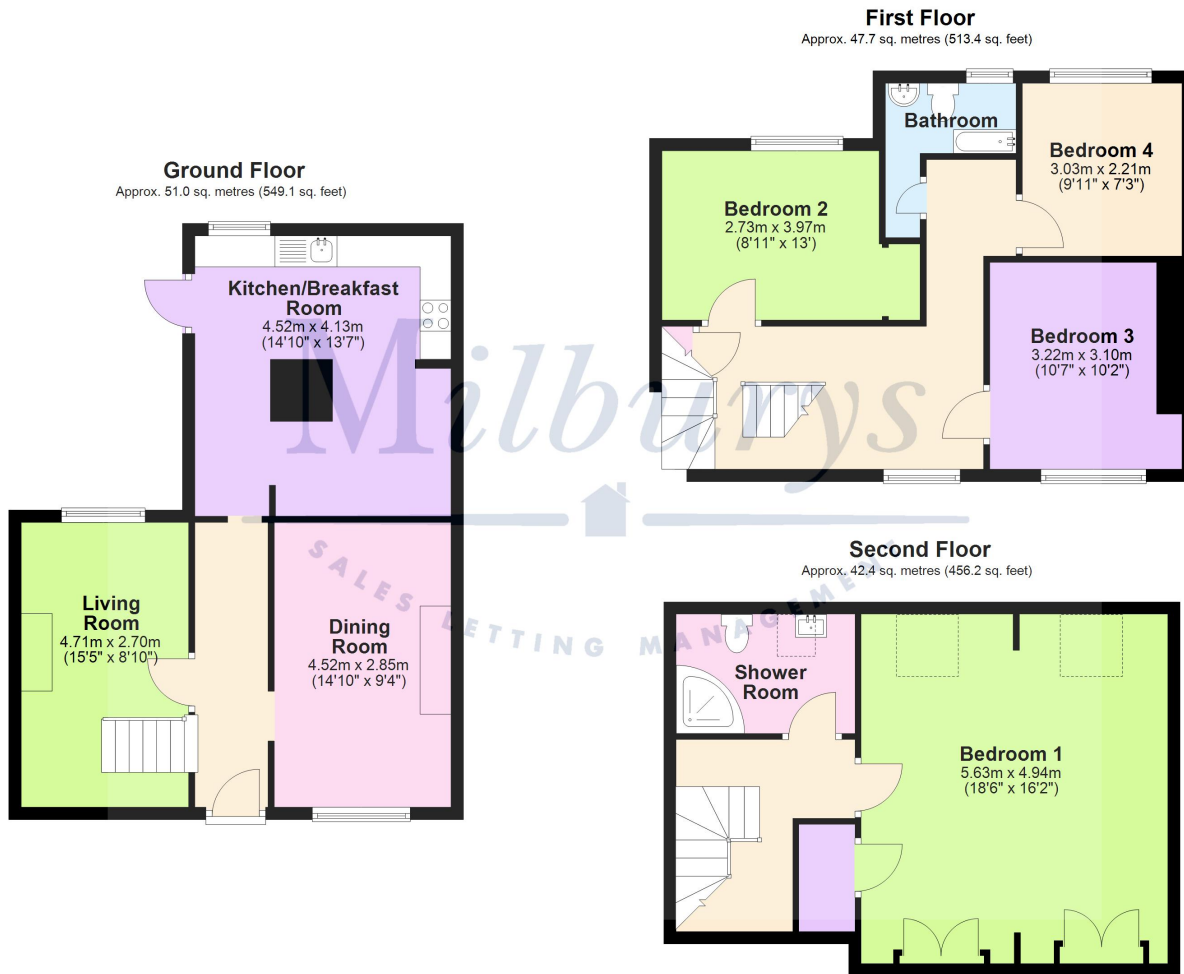 First Floor
Approx. 47.7 sq. metres (513.4 sq. feet)
Bathroom
Bedroom 4
3.03m x 2.21m
(9'11" x 7'3")
Bedroom 2
2.73m x 3.97m
(8'11" x 13')
Bedroom 3
3.22m x 3.10m
(10'7" x 10'2")
Ground Floor
Approx. 51.0 sq. metres (549.1 sq. feet)
Kitchen/Breakfast
Room
4.52m x 4.13m
(14'10" x 13'7")
Living
Room
4.71m x 2.70m
(15'5" x 8'10")
Dining
Room
4.52m x 2.85m
(14'10" x 9'4")
Milburys
SALES LETTING MANAGEMENT
Second Floor
Approx. 42.4 sq. metres (456.2 sq. feet)
Shower
Room
Bedroom 1
5.63m x 4.94m
(18'6" x 16'2")